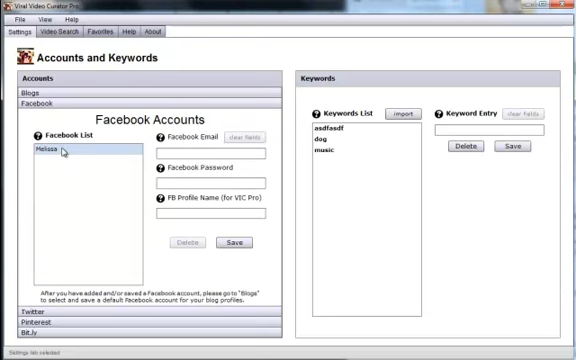 Viral Video Curator Pro
File View Help
Settings Video Search Favorites Help About
Accounts and Keywords
Accounts
Blogs
Facebook
Facebook Accounts
Facebook List
Melissa
Facebook Email clear fields
Facebook Password
FB Profile Name (for VIC Pro)
Delete Save
After you have added and/or saved a Facebook account, please go to "Blogs"
to select and save a default Facebook account for your blog profiles.
Twitter
Pinterest
Bit.ly
Keywords
Keywords List import
asdfasdf
dog
music
Keyword Entry clear fields
Delete Save
Settings tab selected